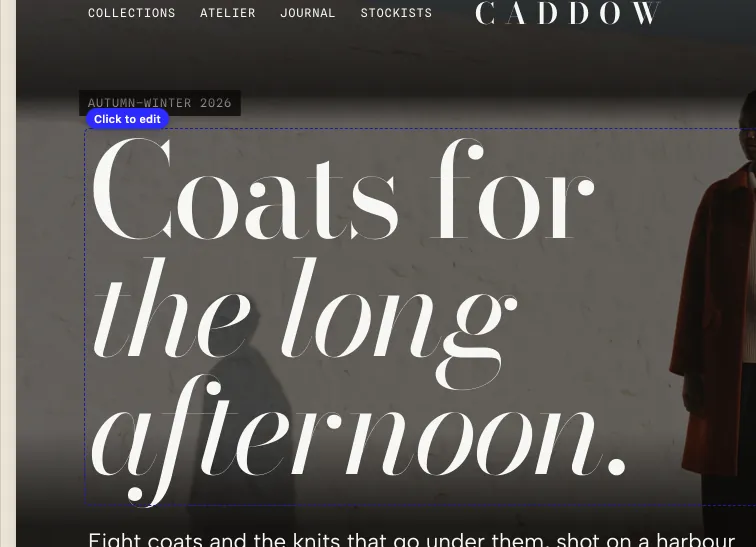 COLLECTIONS ATELIER JOURNAL STOCKISTS CADDOW
AUTUMN–WINTER 2026
Click to edit
Coats for
the long
afternoon.
Eight coats and the knits that go under them, shot on a harbour